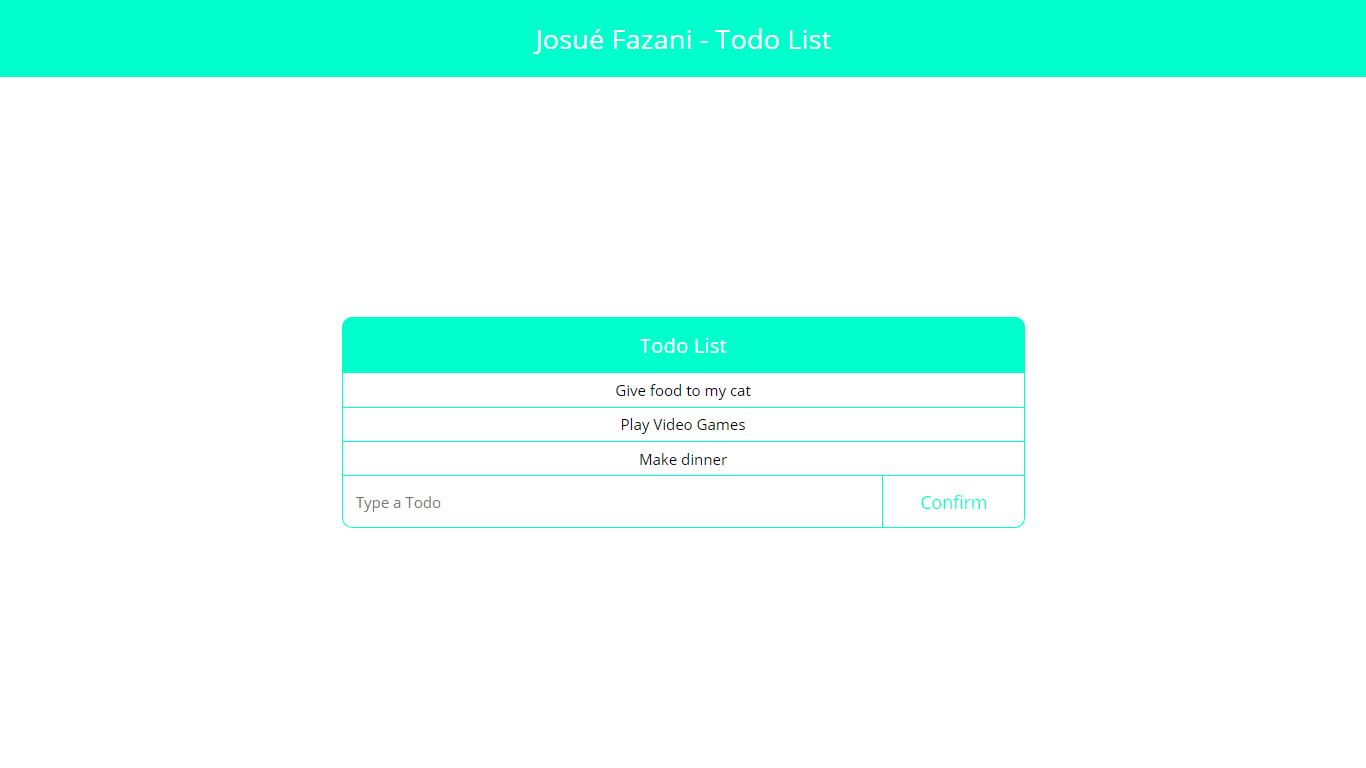 Josué Fazani - Todo List
Todo List
Give food to my cat
Play Video Games
Make dinner
Type a Todo
Confirm